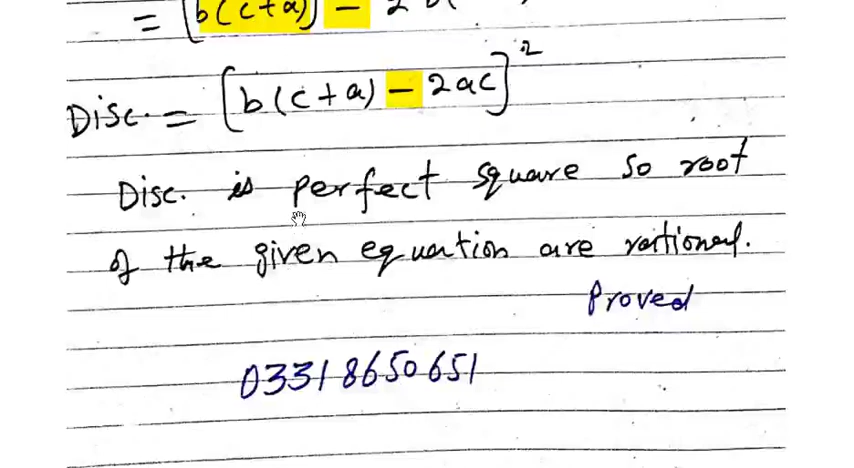 = [b(c+a) - 2
Disc. = [b(c+a) - 2ac]^2
Disc. is perfect square so root
of the given equation are rational.
Proved
03318650651